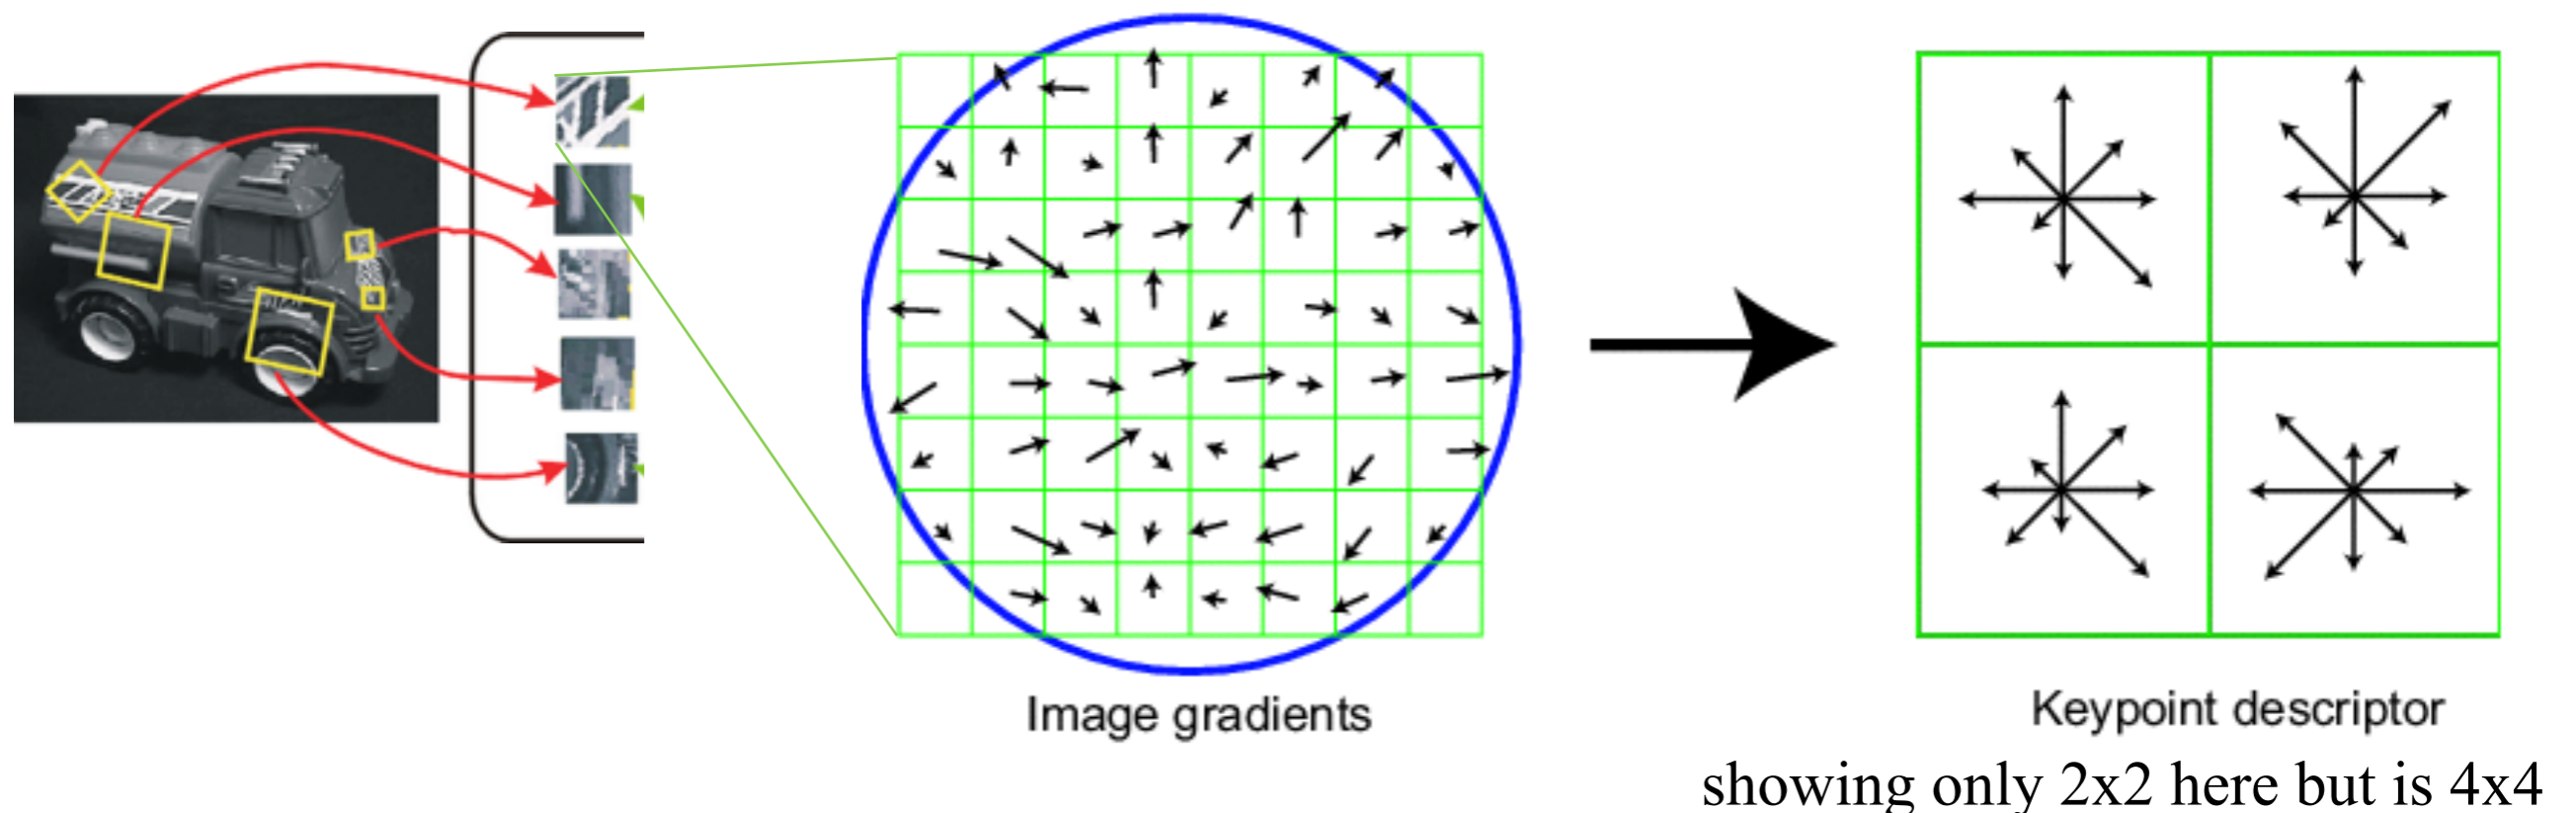 Image gradients
Keypoint descriptor
showing only 2x2 here but is 4x4